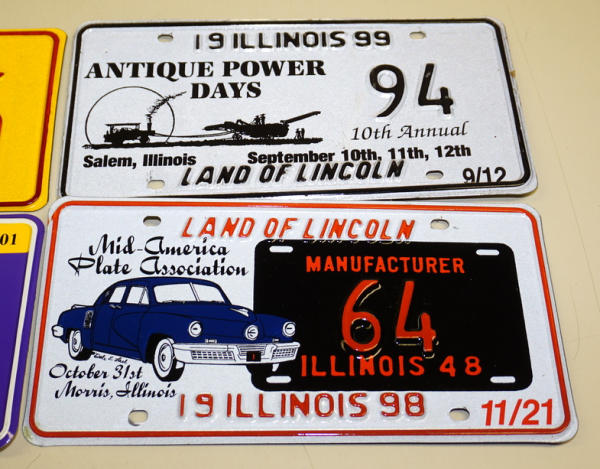 19 ILLINOIS 99
ANTIQUE POWER
DAYS
94
10th Annual
Salem, Illinois
September 10th, 11th, 12th
LAND OF LINCOLN
9/12
01
LAND OF LINCOLN
Mid-America
Plate Association
MANUFACTURER
64
ILLINOIS 48
October 31st
Morris, Illinois
19 ILLINOIS 98
11/21